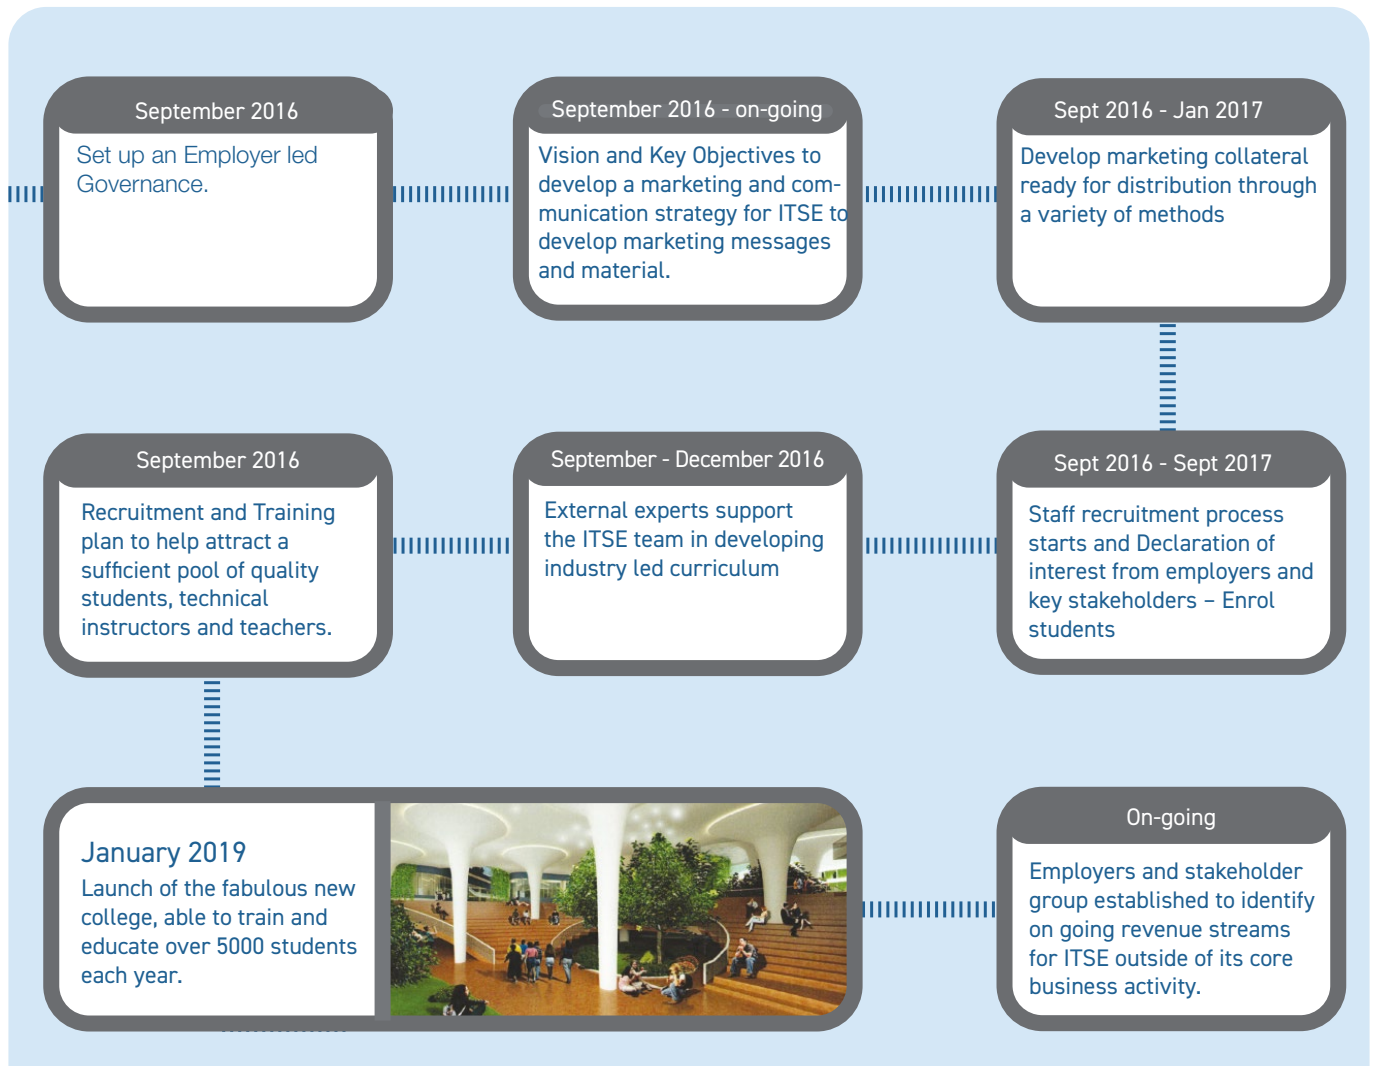 September 2016
Set up an Employer led
Governance.
September 2016 - on-going
Vision and Key Objectives to
develop a marketing and com-
munication strategy for ITSE to
develop marketing messages
and material.
Sept 2016 - Jan 2017
Develop marketing collateral
ready for distribution through
a variety of methods
September 2016
Recruitment and Training
plan to help attract a
sufficient pool of quality
students, technical
instructors and teachers.
September - December 2016
External experts support
the ITSE team in developing
industry led curriculum
Sept 2016 - Sept 2017
Staff recruitment process
starts and Declaration of
interest from employers and
key stakeholders – Enrol
students
January 2019
Launch of the fabulous new
college, able to train and
educate over 5000 students
each year.
On-going
Employers and stakeholder
group established to identify
on going revenue streams
for ITSE outside of its core
business activity.